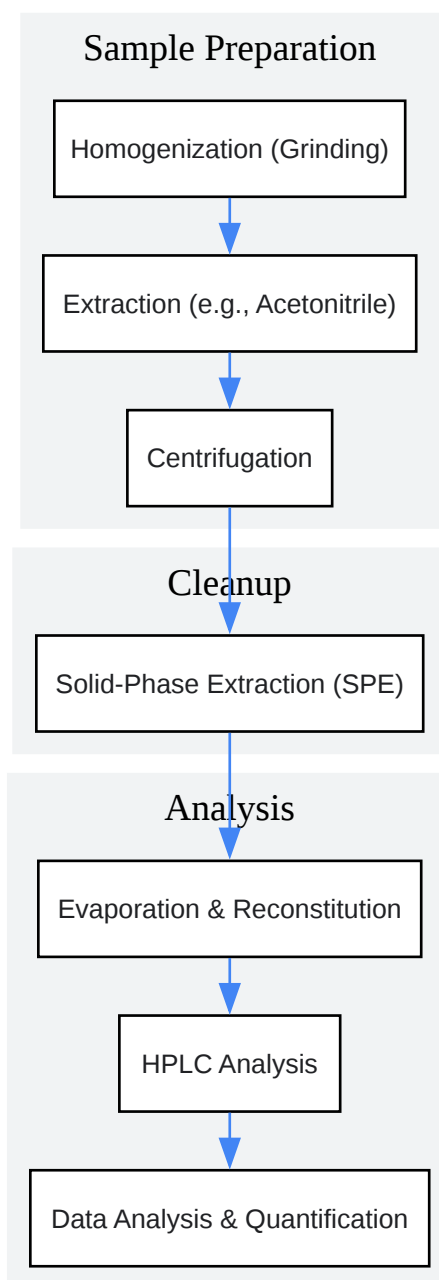 Sample Preparation
Homogenization (Grinding)
Extraction (e.g., Acetonitrile)
Centrifugation
Cleanup
Solid-Phase Extraction (SPE)
Analysis
Evaporation & Reconstitution
HPLC Analysis
Data Analysis & Quantification